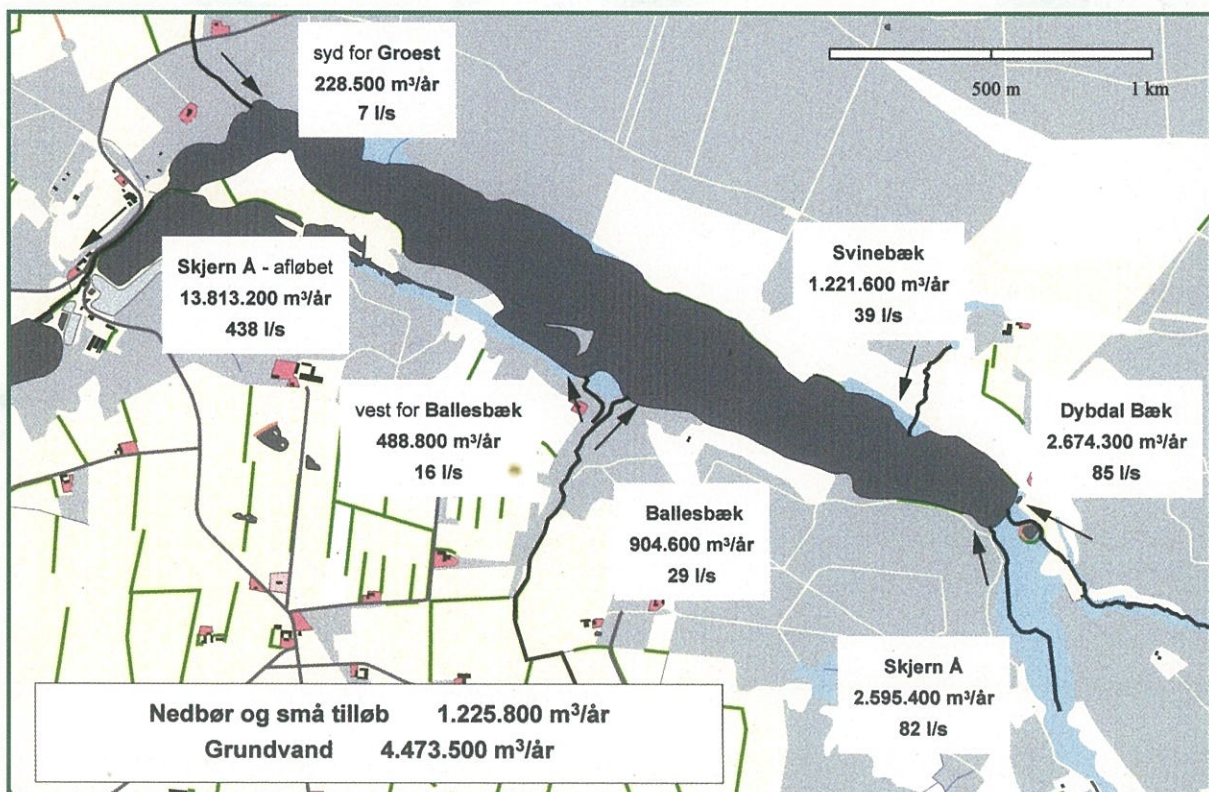 syd for Groest
228.500 m³/år
7 l/s
500 m
1 km
Skjern Å - afløbet
13.813.200 m³/år
438 l/s
Svinebæk
1.221.600 m³/år
39 l/s
vest for Ballesbæk
488.800 m³/år
16 l/s
Dybdal Bæk
2.674.300 m³/år
85 l/s
Ballesbæk
904.600 m³/år
29 l/s
Skjern Å
2.595.400 m³/år
82 l/s
Nedbør og små tilløb 1.225.800 m³/år
Grundvand 4.473.500 m³/år